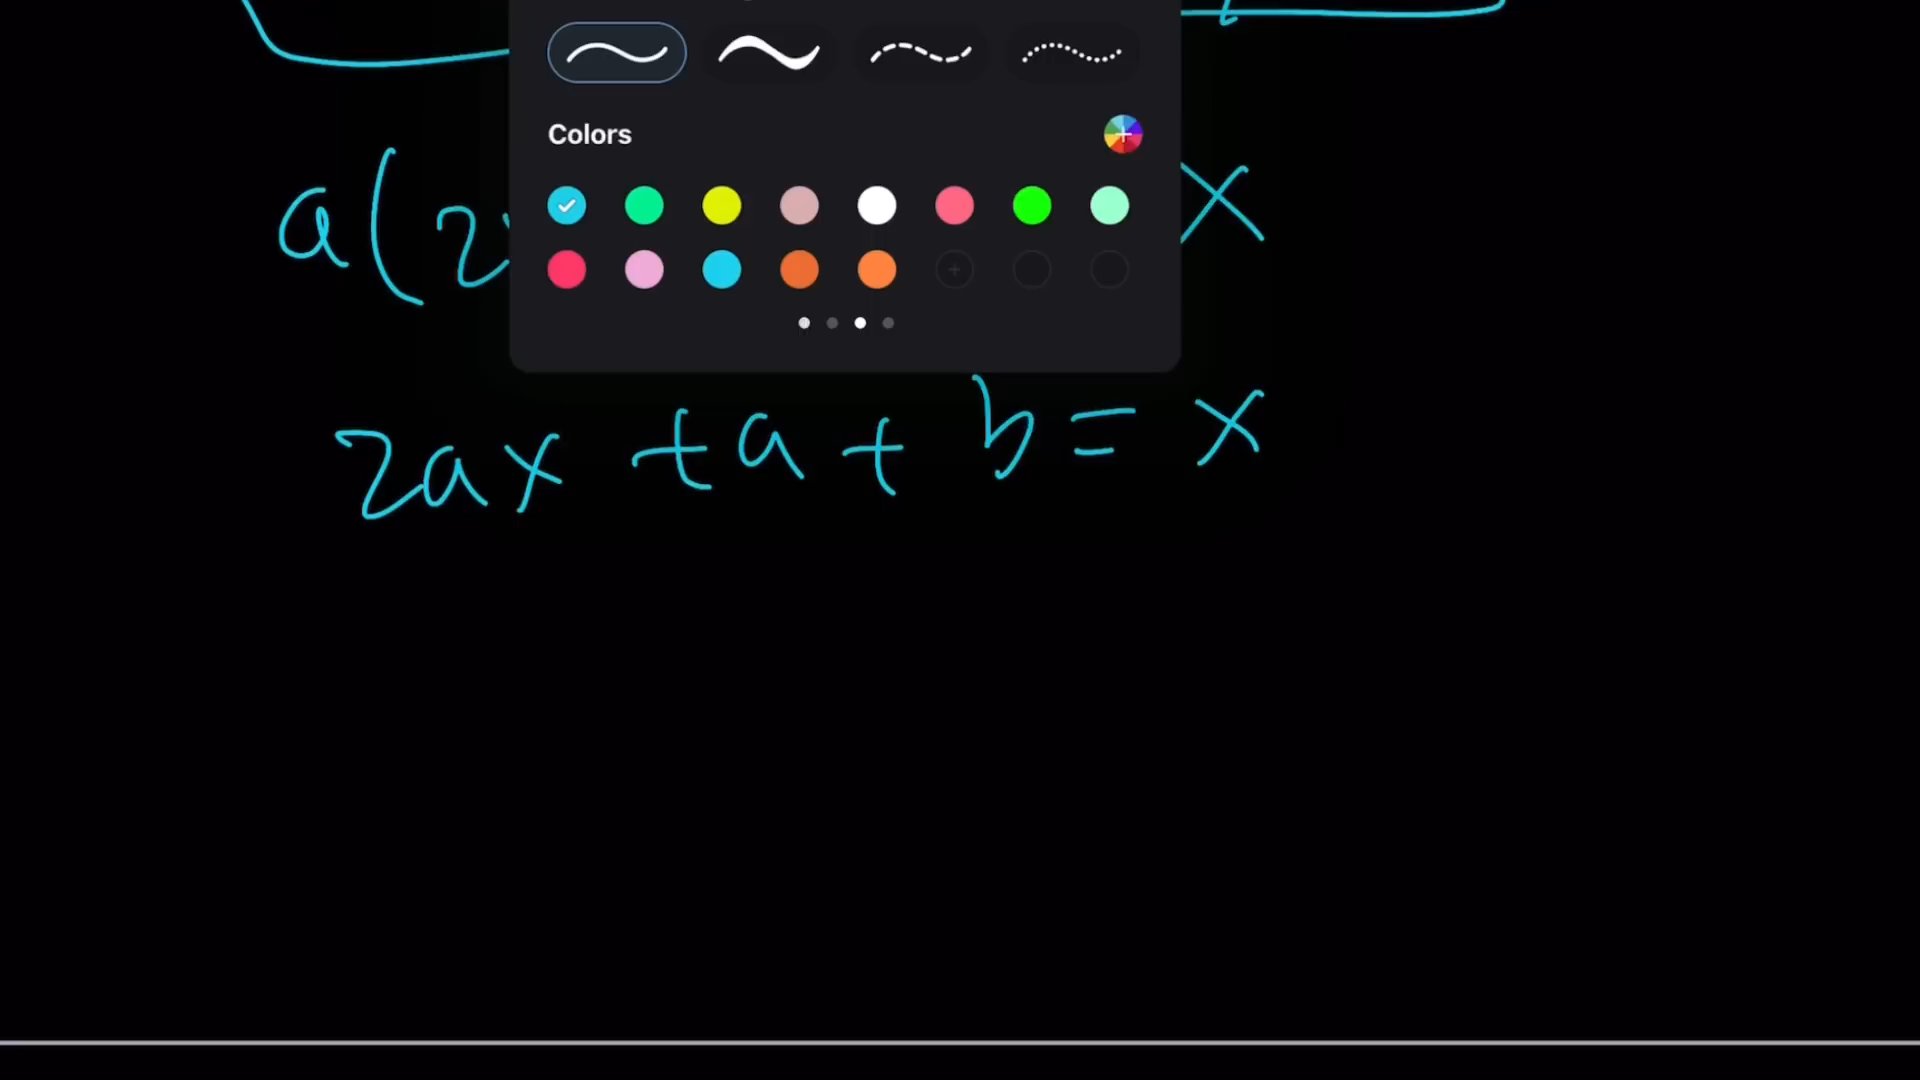 Colors
a(2
x
2ax + a + b = x